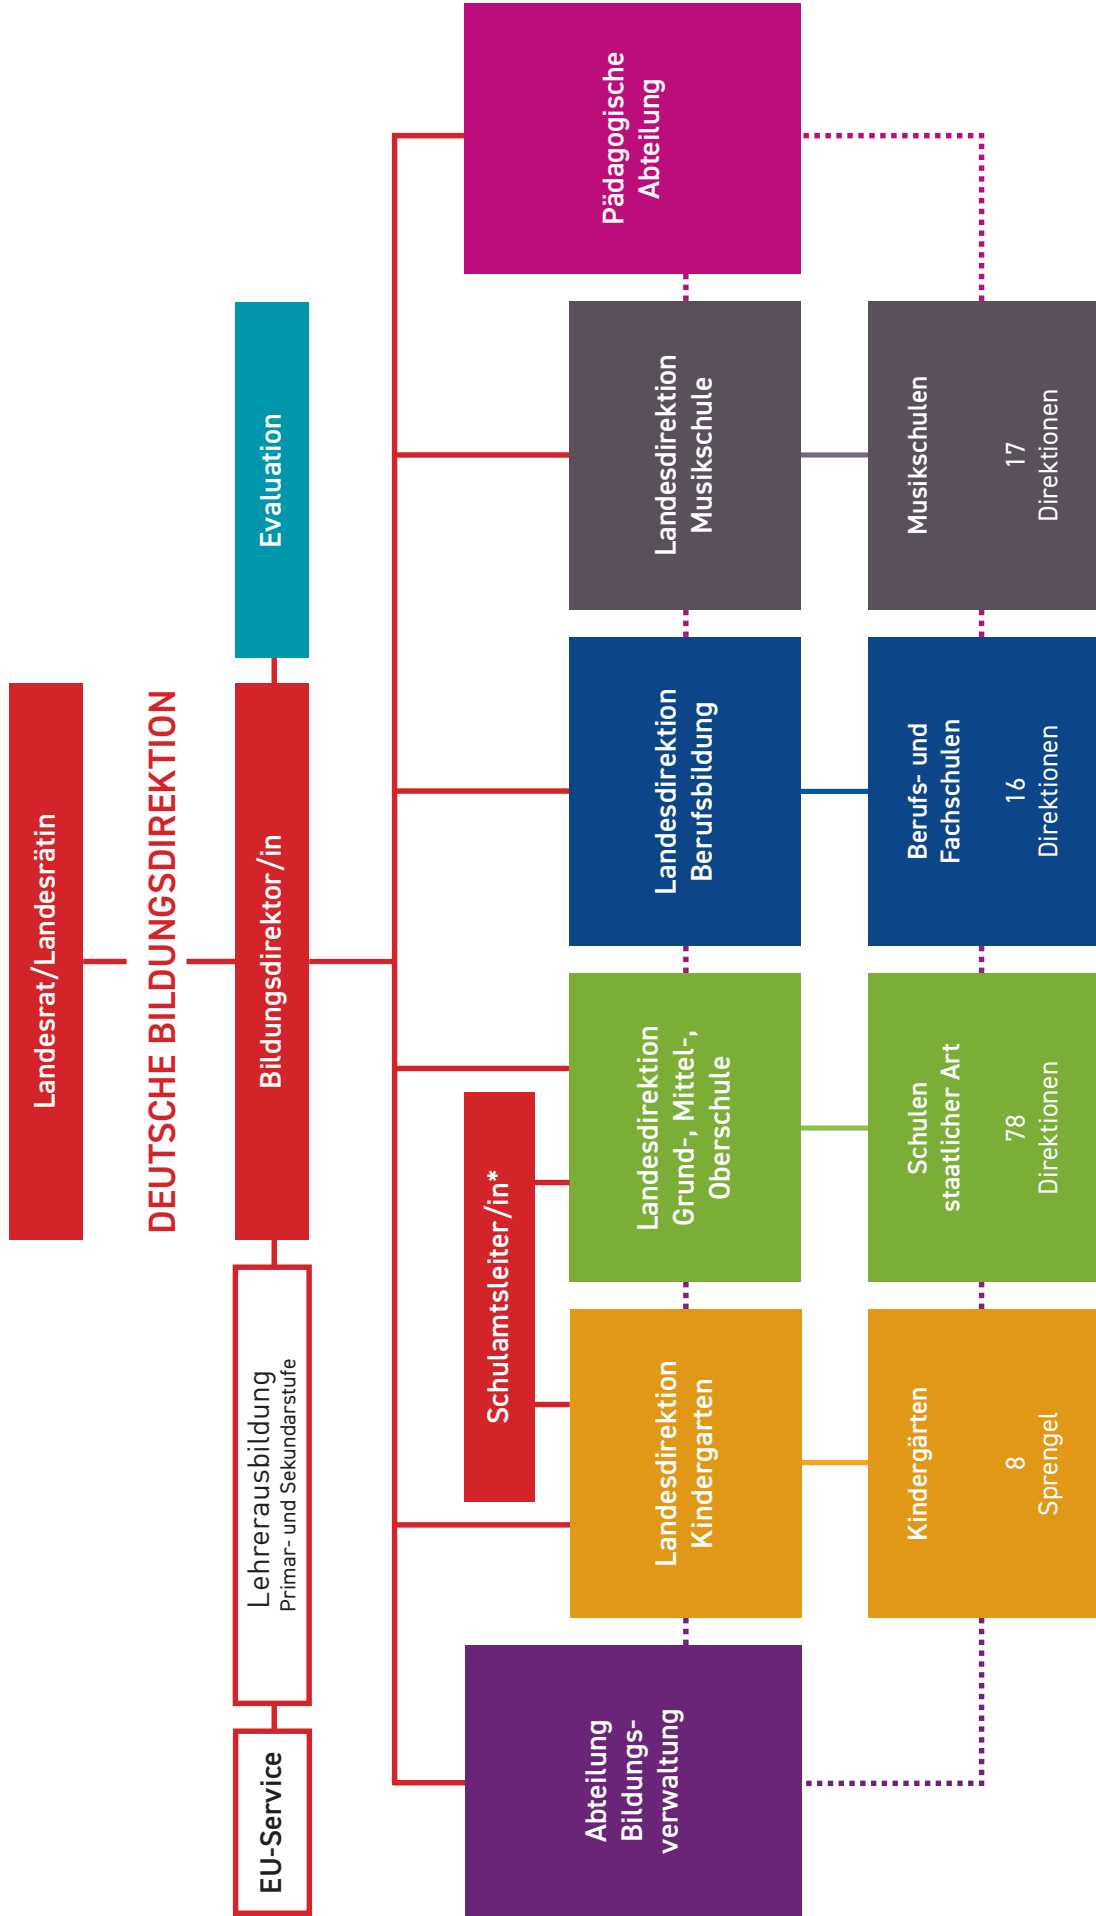 Landesrat/Landesrätin
DEUTSCHE BILDUNGSDIREKTION
EU-Service
Lehrerausbildung
Primar- und Sekundarstufe
Bildungsdirektor/in
Evaluation
Schulamtsleiter/in*
Abteilung
Bildungs-
verwaltung
Landesdirektion
Kindergarten
Landesdirektion
Grund-, Mittel-,
Oberschule
Landesdirektion
Berufsbildung
Landesdirektion
Musikschule
Pädagogische
Abteilung
Kindergärten
8
Sprengel
Schulen
staatlicher Art
78
Direktionen
Berufs- und
Fachschulen
16
Direktionen
Musikschulen
17
Direktionen